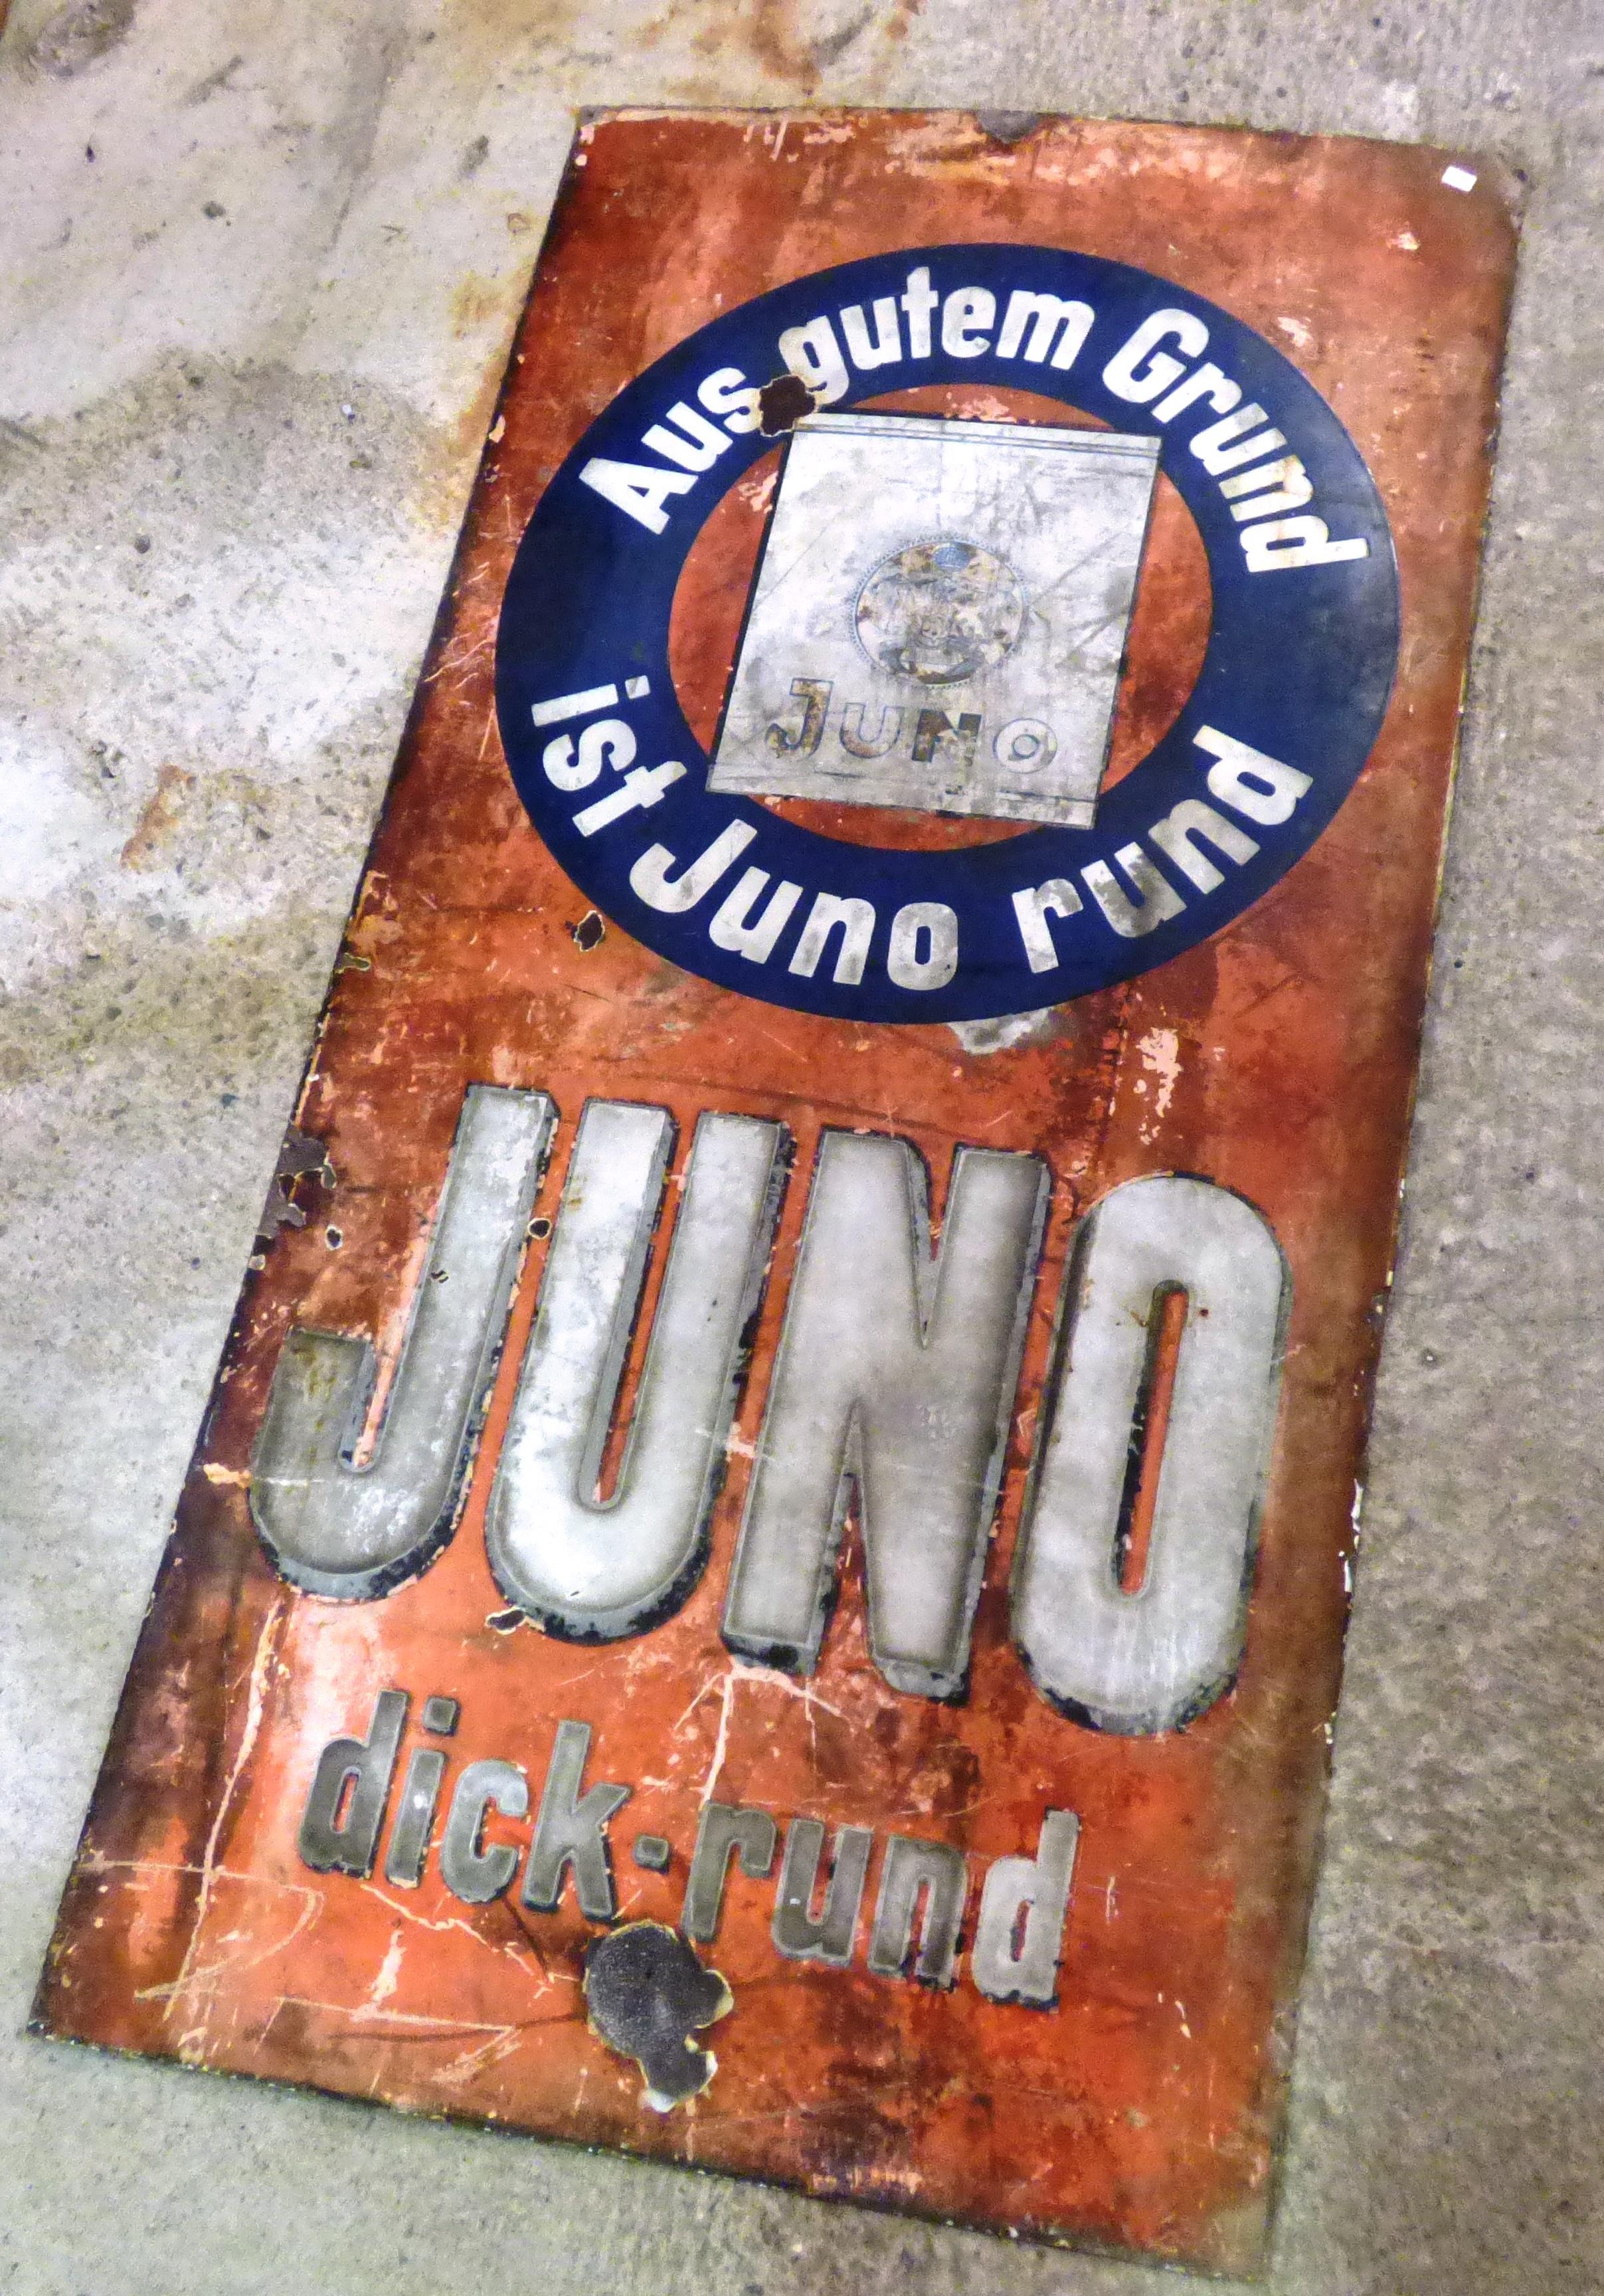 Aus gutem Grund
JUNO
ist Juno rund
JUNO
dick-rund